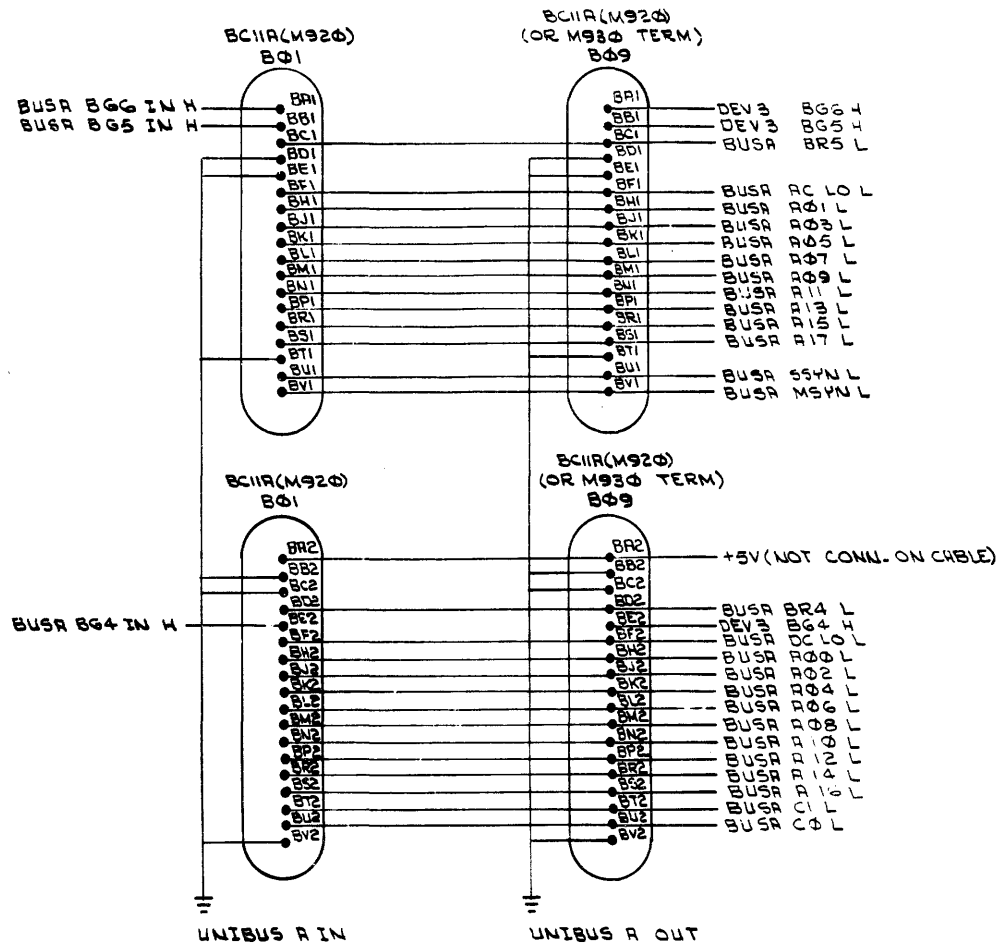 BC11A(M920)
B01
BC11A(M920)
(OR M930 TERM)
B09
BUSA BG6 IN H
BUSA BG5 IN H
BA1
BB1
BC1
BD1
BE1
BF1
BH1
BJ1
BK1
BL1
BM1
BN1
BP1
BR1
BS1
BT1
BU1
BV1
BA1
BB1
BC1
BD1
BE1
BF1
BH1
BJ1
BK1
BL1
BM1
BN1
BP1
BR1
BS1
BT1
BU1
BV1
DEV3 BG6 H
DEV3 BG5 H
BUSA BR5 L
BUSA AC LO L
BUSA A01 L
BUSA A03 L
BUSA A05 L
BUSA A07 L
BUSA A09 L
BUSA A11 L
BUSA A13 L
BUSA A15 L
BUSA A17 L
BUSA SSYN L
BUSA MSYN L
BC11A(M920)
B01
BC11A(M920)
(OR M930 TERM)
B09
BUSA BG4 IN H
BA2
BB2
BC2
BD2
BE2
BF2
BH2
BJ2
BK2
BL2
BM2
BN2
BP2
BR2
BS2
BT2
BU2
BV2
BA2
BB2
BC2
BD2
BE2
BF2
BH2
BJ2
BK2
BL2
BM2
BN2
BP2
BR2
BS2
BT2
BU2
BV2
+5V (NOT CONN. ON CABLE)
BUSA BR4 L
DEV3 BG4 H
BUSA DC LO L
BUSA A00 L
BUSA A02 L
BUSA A04 L
BUSA A06 L
BUSA A08 L
BUSA A10 L
BUSA A12 L
BUSA A14 L
BUSA A16 L
BUSA C1 L
BUSA C0 L
UNIBUS A IN
UNIBUS A OUT